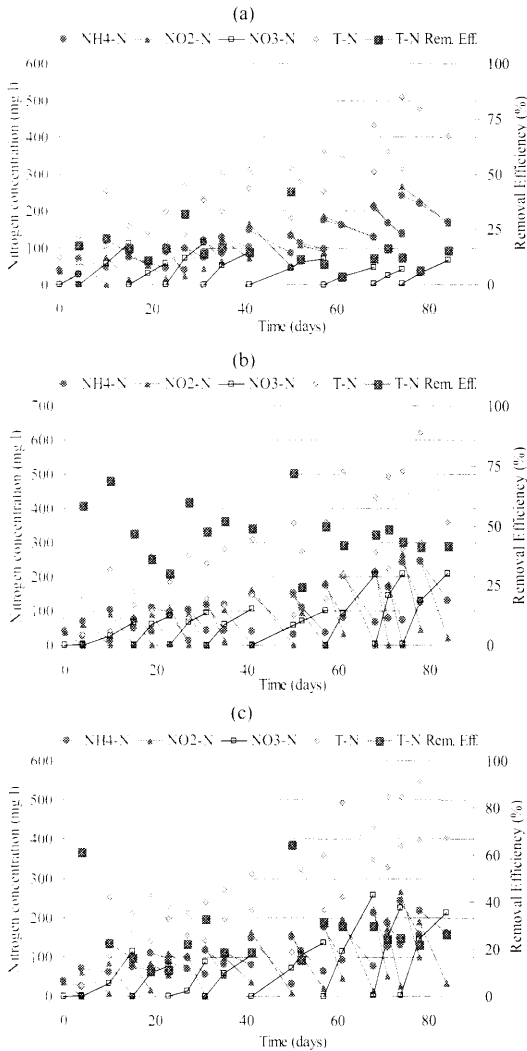 (a)
NH4-N NO2-N NO3-N T-N T-N Rem. Eff.
600 100
500
400 75
300 50
200
100 25
0 0
0 20 40 60 80
Nitrogen concentration (mg/l)
Removal Efficiency (%)
Time (days)
(b)
NH4-N NO2-N NO3-N T-N T-N Rem. Eff.
700 100
600
500 75
400
300 50
200 25
100
0 0
0 20 40 60 80
Nitrogen concentration (mg/l)
Removal Efficiency (%)
Time (days)
(c)
NH4-N NO2-N NO3-N T-N T-N Rem. Eff.
600 100
500 80
400 60
300
200 40
100 20
0 0
0 20 40 60 80
Nitrogen concentration (mg/l)
Removal Efficiency (%)
Time (days)